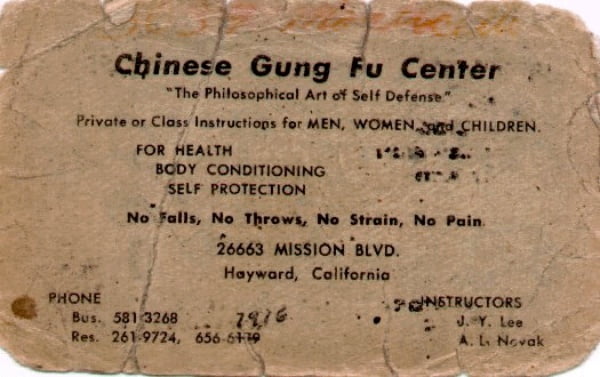 Chinese Gung Fu Center
"The Philosophical Art of Self Defense"
Private or Class Instructions for MEN, WOMEN, and CHILDREN.
FOR HEALTH
BODY CONDITIONING
SELF PROTECTION
No Falls, No Throws, No Strain, No Pain.
26663 MISSION BLVD.
Hayward, California
PHONE
Bus. 581-3268 7916
Res. 261-9724, 656-6179
INSTRUCTORS
J. Y. Lee
A. L. Novak